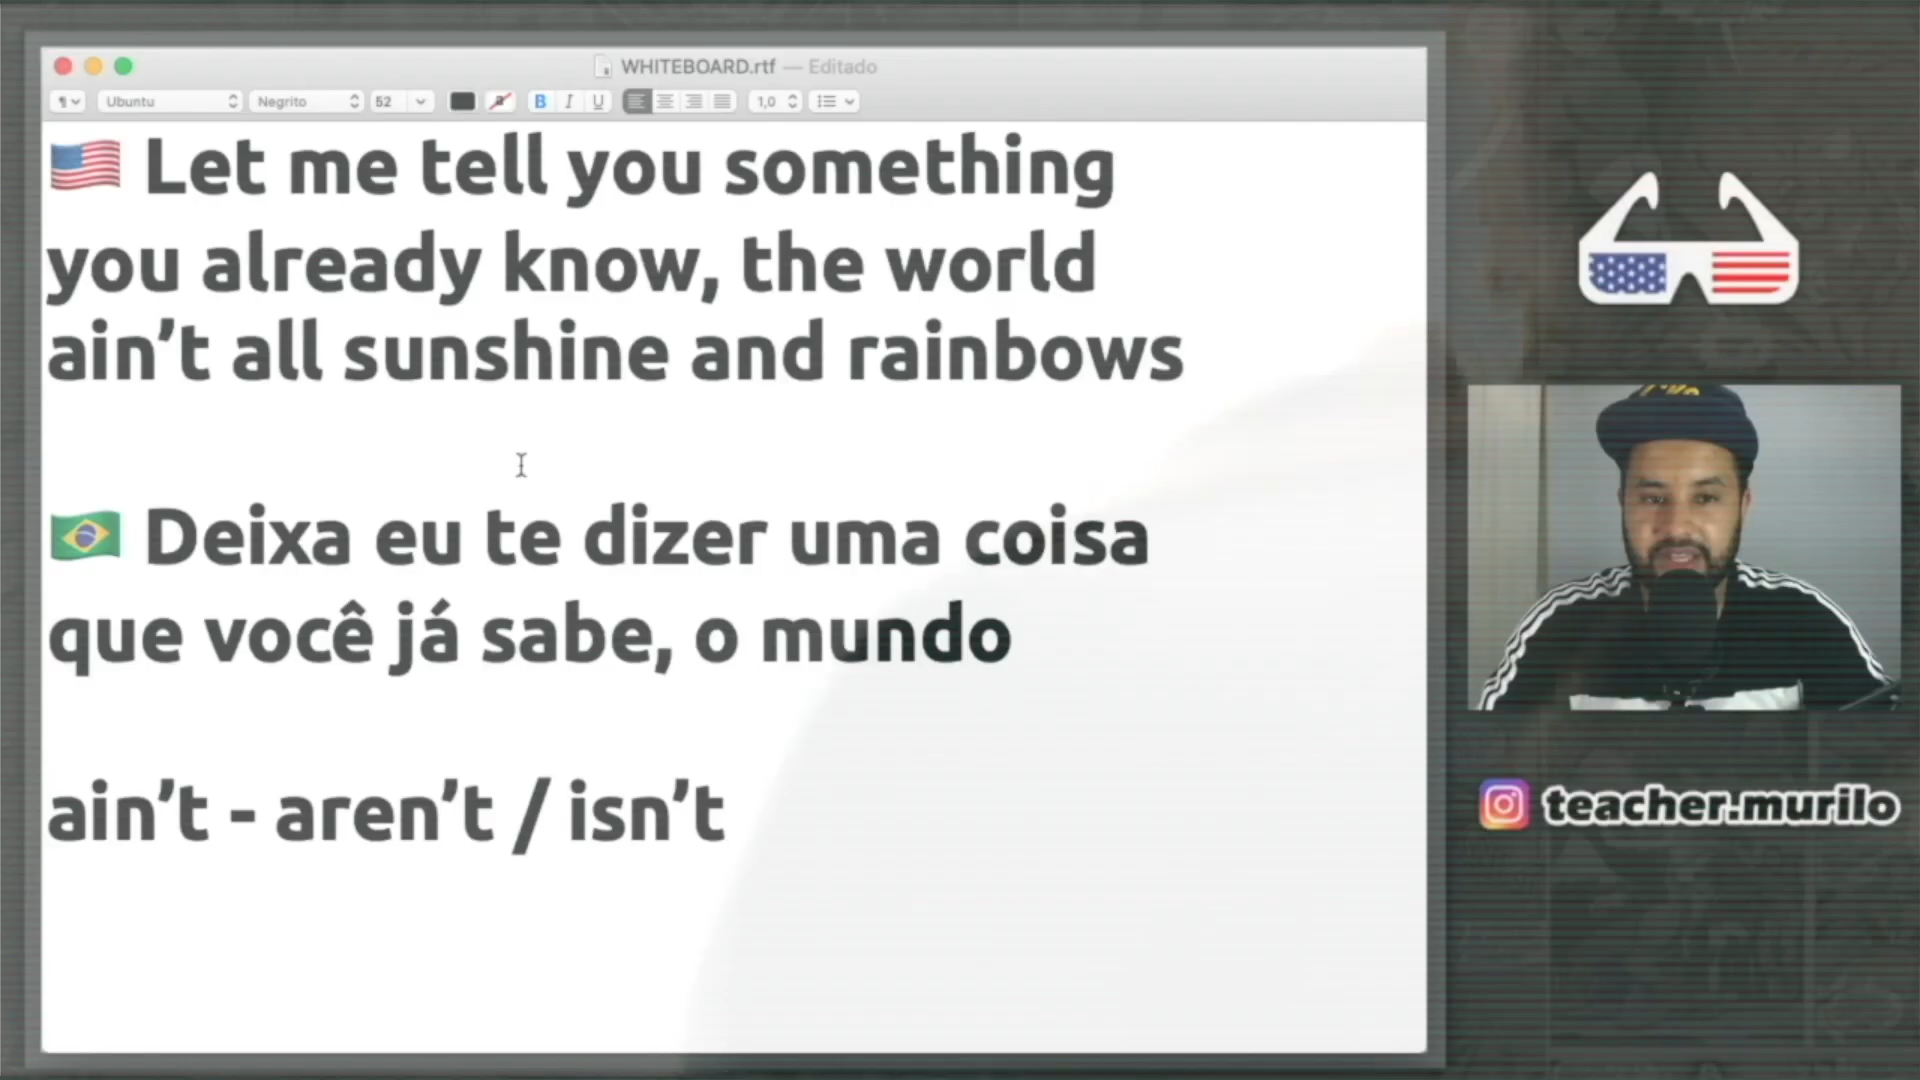 WHITEBOARD.rtf — Editado
Ubuntu Negrito 52 B I U 1,0
Let me tell you something
you already know, the world
ain’t all sunshine and rainbows
Deixa eu te dizer uma coisa
que você já sabe, o mundo
ain’t - aren’t / isn’t
teacher.murilo